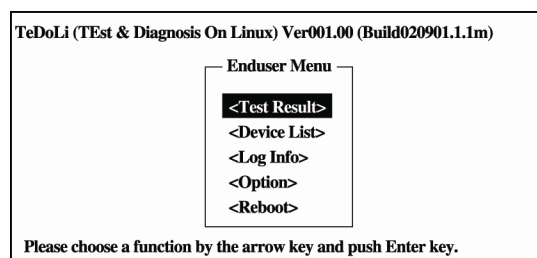 TeDoLi (TEst & Diagnosis On Linux) Ver001.00 (Build020901.1.1m)
Enduser Menu
<Test Result>
<Device List>
<Log Info>
<Option>
<Reboot>
Please choose a function by the arrow key and push Enter key.